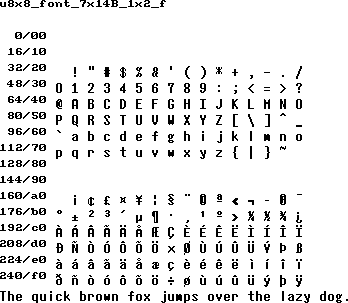 u8x8_font_7x14B_1x2_f
0/00
16/10
32/20 ! " # $ % & ' ( ) * + , - . /
48/30 0 1 2 3 4 5 6 7 8 9 : ; < = > ?
64/40 @ A B C D E F G H I J K L M N O
80/50 P Q R S T U V W X Y Z [ \ ] ^ _
96/60 ` a b c d e f g h i j k l m n o
112/70 p q r s t u v w x y z { | } ~
128/80
144/90
160/a0 ¡ ¢ £ ¤ ¥ ¦ § ¨ © ª « ¬ - ® ¯
176/b0 ° ± ² ³ ´ µ ¶ · ¸ ¹ º » ¼ ½ ¾ ¿
192/c0 À Á Â Ã Ä Å Æ Ç È É Ê Ë Ì Í Î Ï
208/d0 Ð Ñ Ò Ó Ô Õ Ö × Ø Ù Ú Û Ü Ý Þ ß
224/e0 à á â ã ä å æ ç è é ê ë ì í î ï
240/f0 ð ñ ò ó ô õ ö ÷ ø ù ú û ü ý þ ÿ
The quick brown fox jumps over the lazy dog.